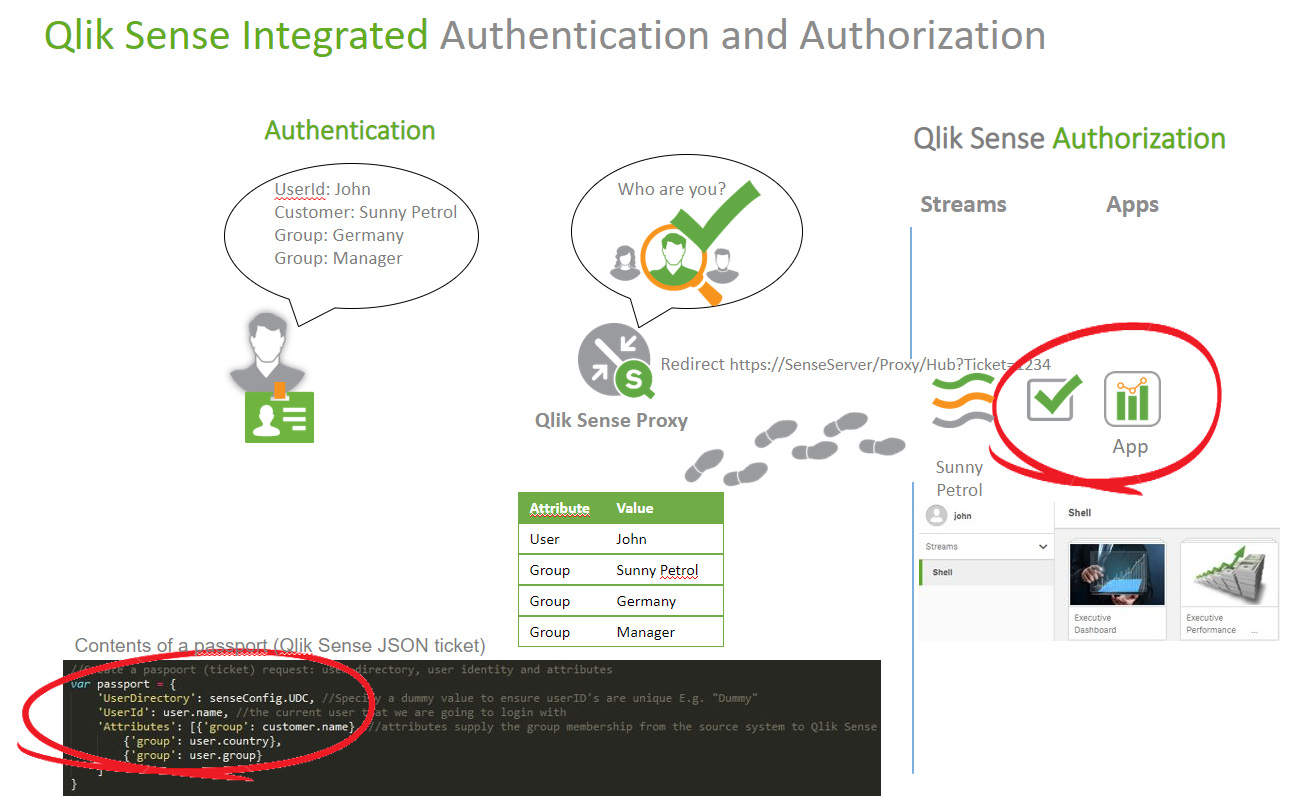 Qlik Sense Integrated Authentication and Authorization
Authentication
UserId: John
Customer: Sunny Petrol
Group: Germany
Group: Manager
Who are you?
Redirect https://SenseServer/Proxy/Hub?Ticket=1234
S
Qlik Sense Proxy
Qlik Sense Authorization
Streams Apps
App
Sunny
Petrol
john
Streams
Shell
Shell
Executive
Dashboard
Executive
Performance ...
Attribute Value
User John
Group Sunny Petrol
Group Germany
Group Manager
Contents of a passport (Qlik Sense JSON ticket)
//Create a paspoort (ticket) request: user directory, user identity and attributes
var passport = {
'UserDirectory': senseConfig.UDC, //Specify a dummy value to ensure userID's are unique E.g. "Dummy"
'UserId': user.name, //the current user that we are going to login with
'Attributes': [{'group': customer.name}, //attributes supply the group membership from the source system to Qlik Sense
{'group': user.country},
{'group': user.group}
]
}